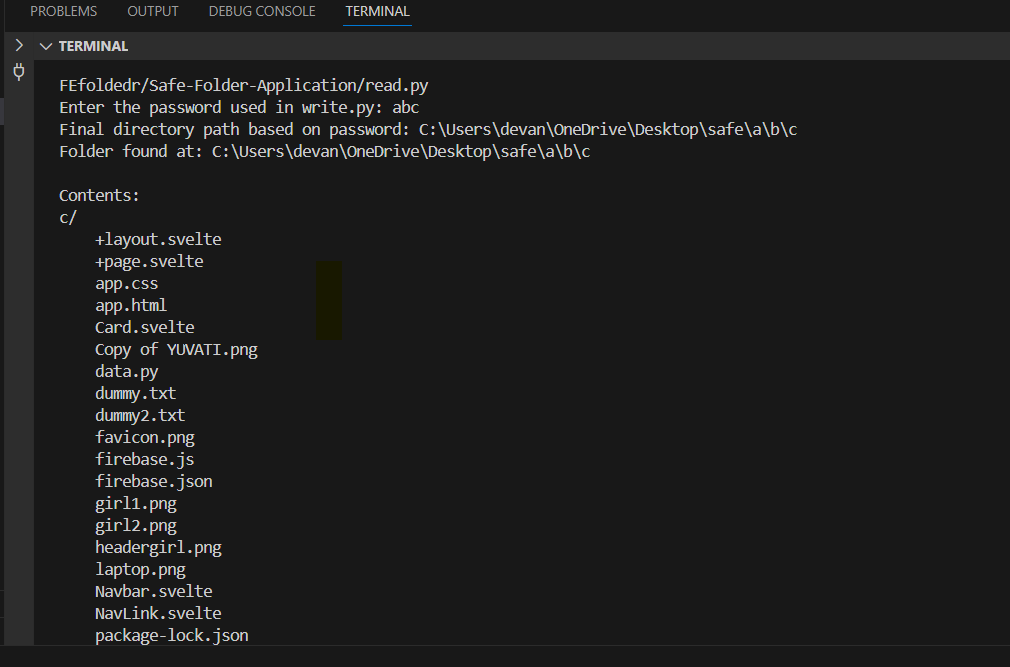 PROBLEMS OUTPUT DEBUG CONSOLE TERMINAL
TERMINAL
FEfoldedr/Safe-Folder-Application/read.py
Enter the password used in write.py: abc
Final directory path based on password: C:\Users\devan\OneDrive\Desktop\safe\a\b\c
Folder found at: C:\Users\devan\OneDrive\Desktop\safe\a\b\c
Contents:
c/
+layout.svelte
+page.svelte
app.css
app.html
Card.svelte
Copy of YUVATI.png
data.py
dummy.txt
dummy2.txt
favicon.png
firebase.js
firebase.json
girl1.png
girl2.png
headergirl.png
laptop.png
Navbar.svelte
NavLink.svelte
package-lock.json